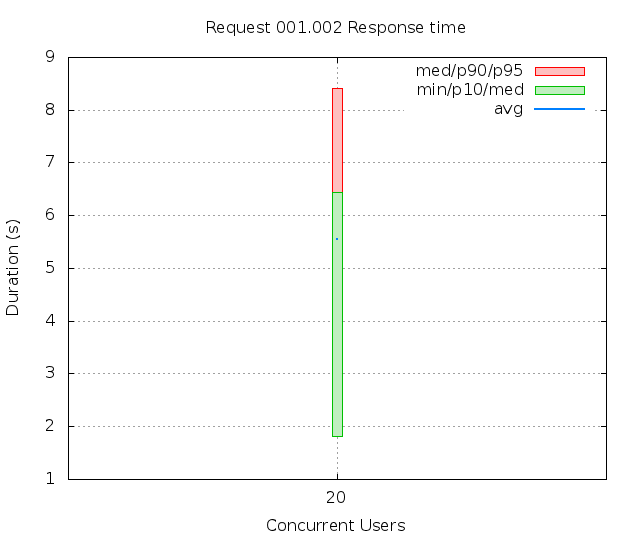 Request 001.002 Response time
9
8
7
6
5
4
3
2
1
Duration (s)
med/p90/p95
min/p10/med
avg
20
Concurrent Users